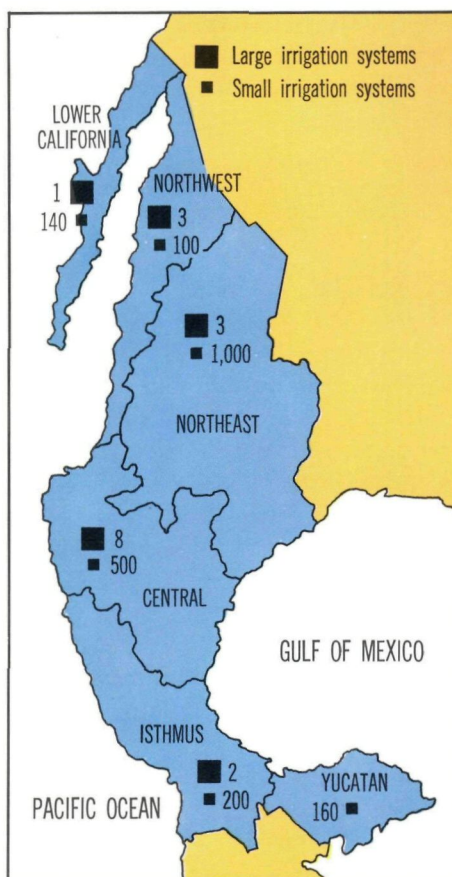 Large irrigation systems
Small irrigation systems
LOWER
CALIFORNIA
1
140
NORTHWEST
3
100
3
1,000
NORTHEAST
8
500
CENTRAL
GULF OF MEXICO
ISTHMUS
2
200
YUCATAN
160
PACIFIC OCEAN